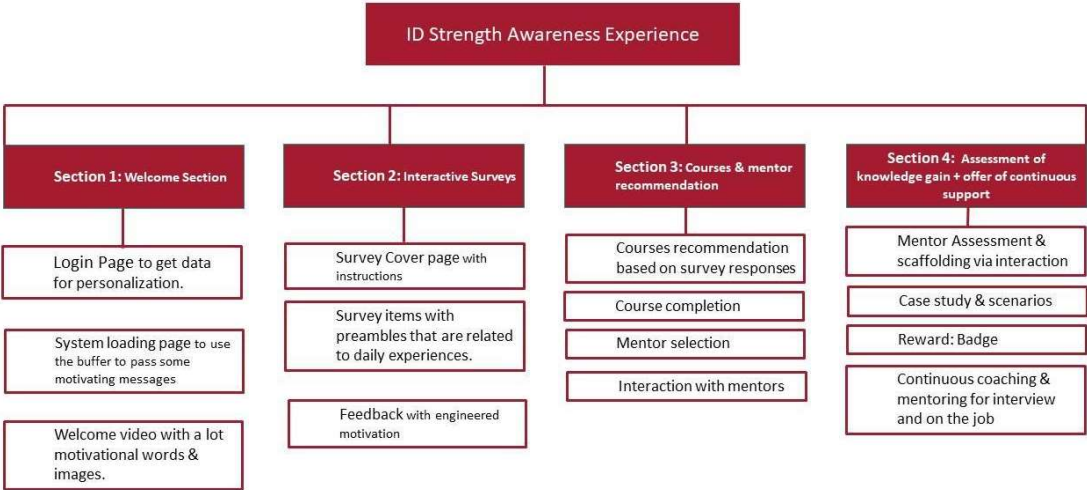 ID Strength Awareness Experience
Section 1: Welcome Section
Login Page to get data
for personalization.
System loading page to use
the buffer to pass some
motivating messages
Welcome video with a lot
motivational words &
images.
Section 2: Interactive Surveys
Survey Cover page with
instructions
Survey items with
preambles that are related
to daily experiences.
Feedback with engineered
motivation
Section 3: Courses & mentor
recommendation
Courses recommendation
based on survey responses
Course completion
Mentor selection
Interaction with mentors
Section 4: Assessment of
knowledge gain + offer of continuous
support
Mentor Assessment &
scaffolding via interaction
Case study & scenarios
Reward: Badge
Continuous coaching &
mentoring for interview
and on the job